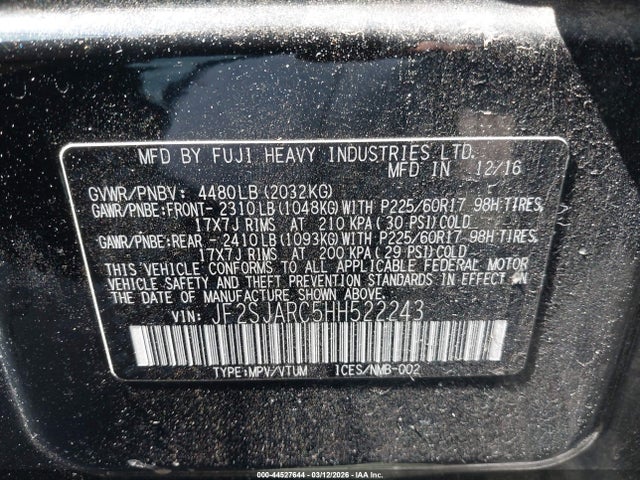 MFD BY FUJI HEAVY INDUSTRIES LTD.
MFD IN 12/16
GVWR/PNBV: 4480LB(2032KG)
GAWR/PNBE:FRONT- 2310LB(1048KG)WITH P225/60R17 98H TIRES,
17X7J RIMS AT 210 KPA(30 PSI)COLD
GAWR/PNBE:REAR - 2410LB(1093KG)WITH P225/60R17 98H TIRES,
17X7J RIMS AT 200 KPA(29 PSI)COLD
THIS VEHICLE CONFORMS TO ALL APPLICABLE FEDERAL MOTOR
VEHICLE SAFETY AND THEFT PREVENTION STANDARDS IN EFFECT
ON THE DATE OF MANUFACTURE SHOWN ABOVE.
VIN: JF2SJARC5HH522243
TYPE:MPV/VTUM ICES/NMB-002
000-44527644 - 03/12/2026 - IAA, Inc.